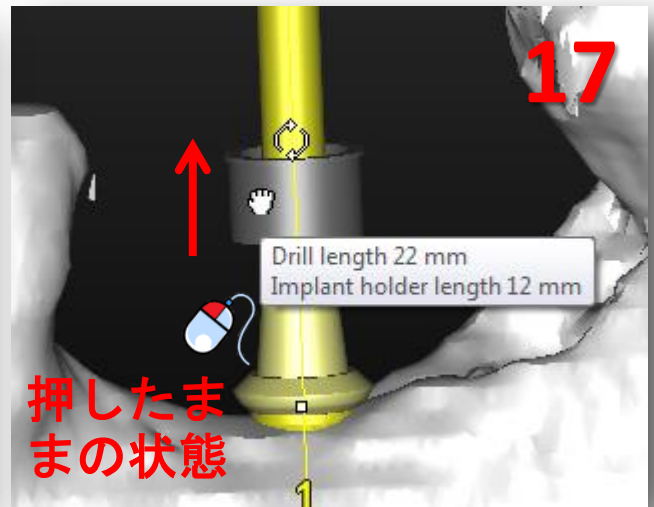 17
Drill length 22 mm
Implant holder length 12 mm
押したま
まの状態
1